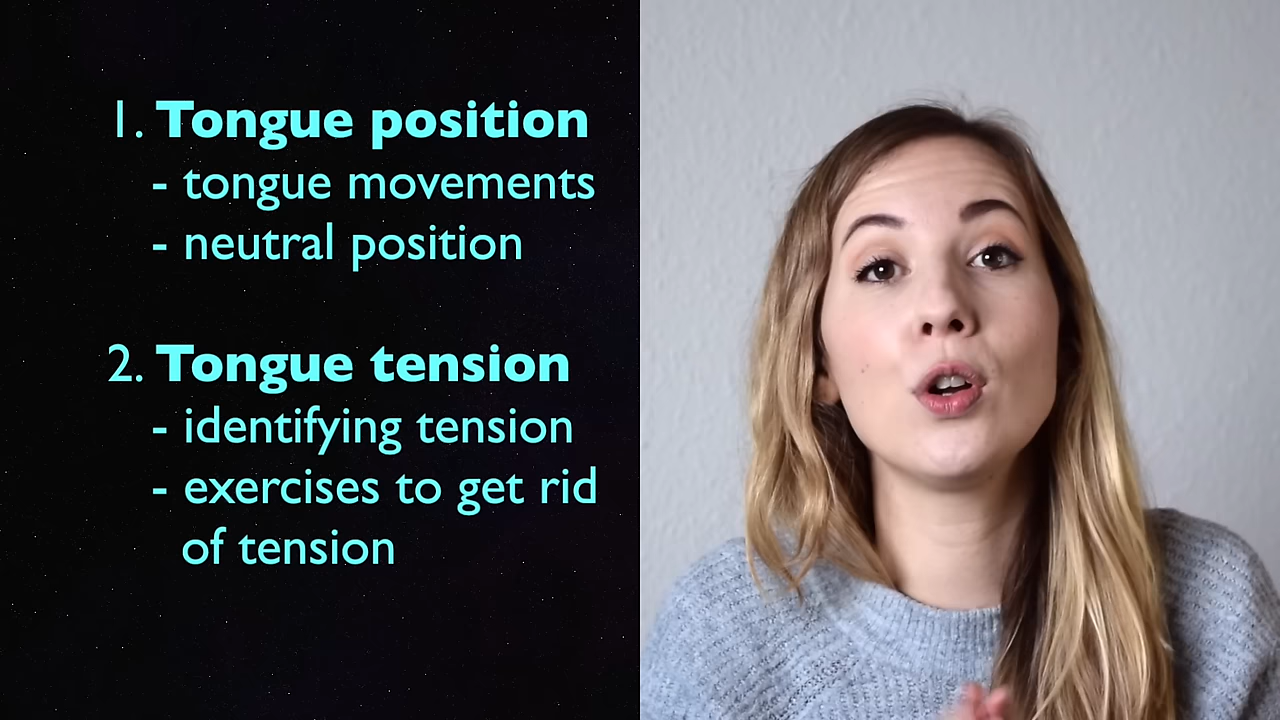 1. Tongue position
- tongue movements
- neutral position
2. Tongue tension
- identifying tension
- exercises to get rid
of tension